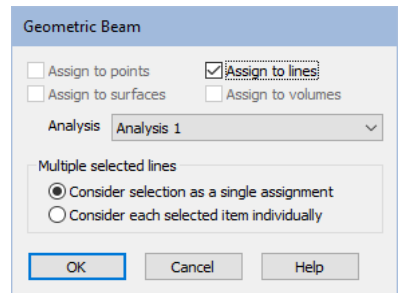 Geometric Beam
Assign to points Assign to lines
Assign to surfaces Assign to volumes
Analysis Analysis 1
Multiple selected lines
Consider selection as a single assignment
Consider each selected item individually
OK Cancel Help